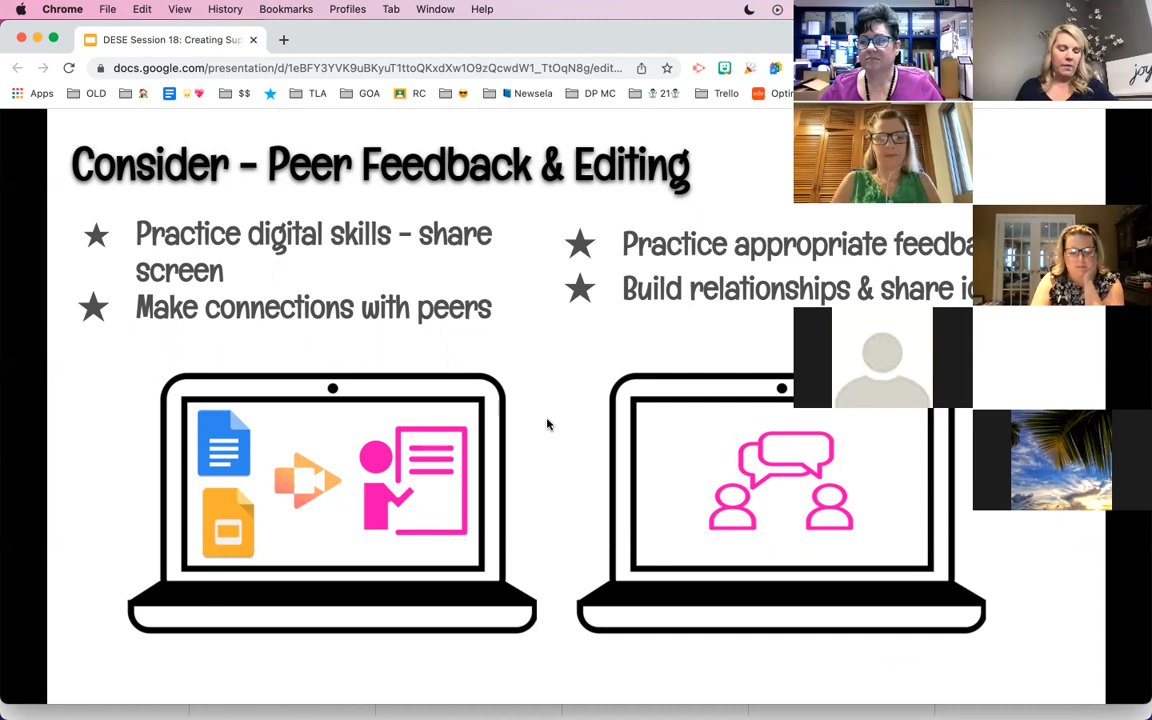 Chrome File Edit View History Bookmarks Profiles Tab Window Help
DESE Session 18: Creating Sup
docs.google.com/presentation/d/1eBFY3YVK9uBKyuT1ttoQKxdXw1O9zQcwdW1_TtOqN8g/edit...
Apps OLD $$ TLA GOA RC Newsela DP MC 21 Trello
joy
Consider - Peer Feedback & Editing
★ Practice digital skills - share
screen
★ Make connections with peers
★ Practice appropriate
★ Build relationships & share